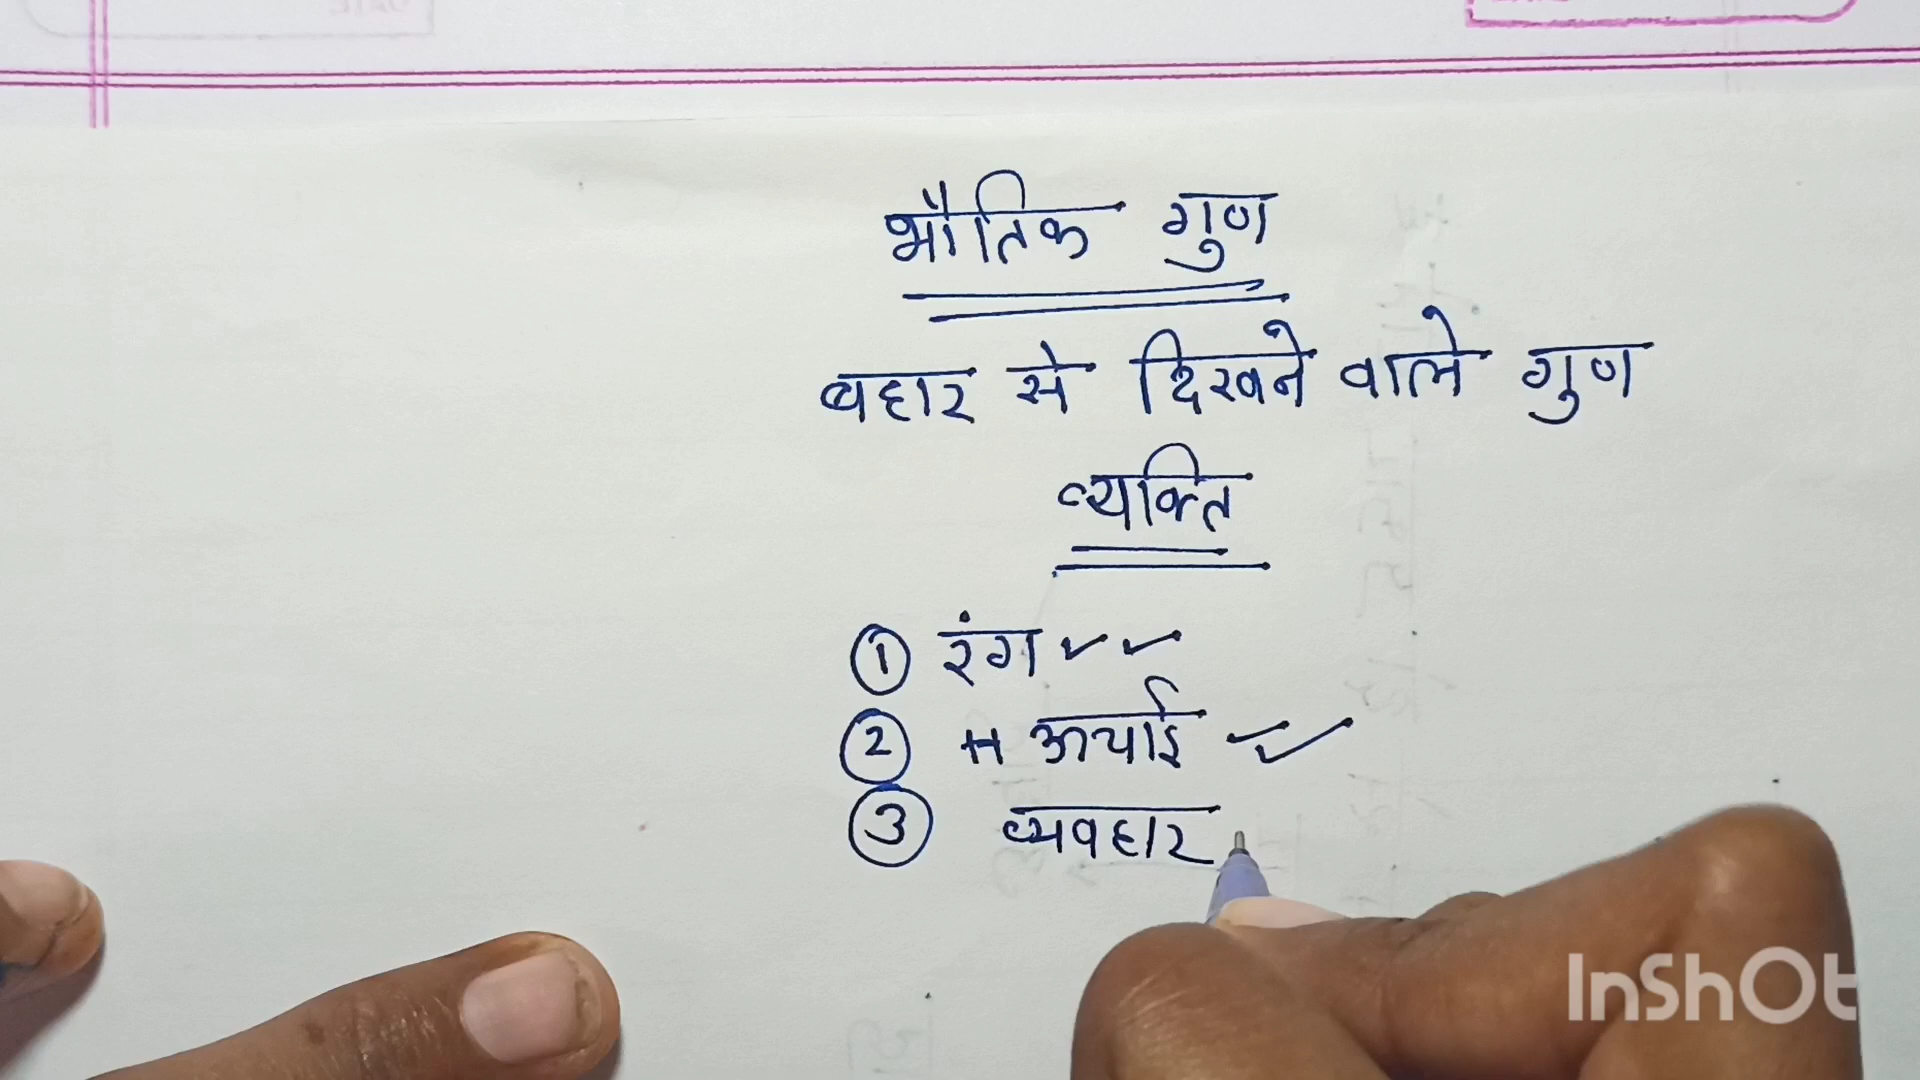 भौतिक गुण
बहार से दिखने वाले गुण
व्यक्ति
① रंग ✓✓
② ऊचाई ✓✓
③ व्यवहार
InShOt